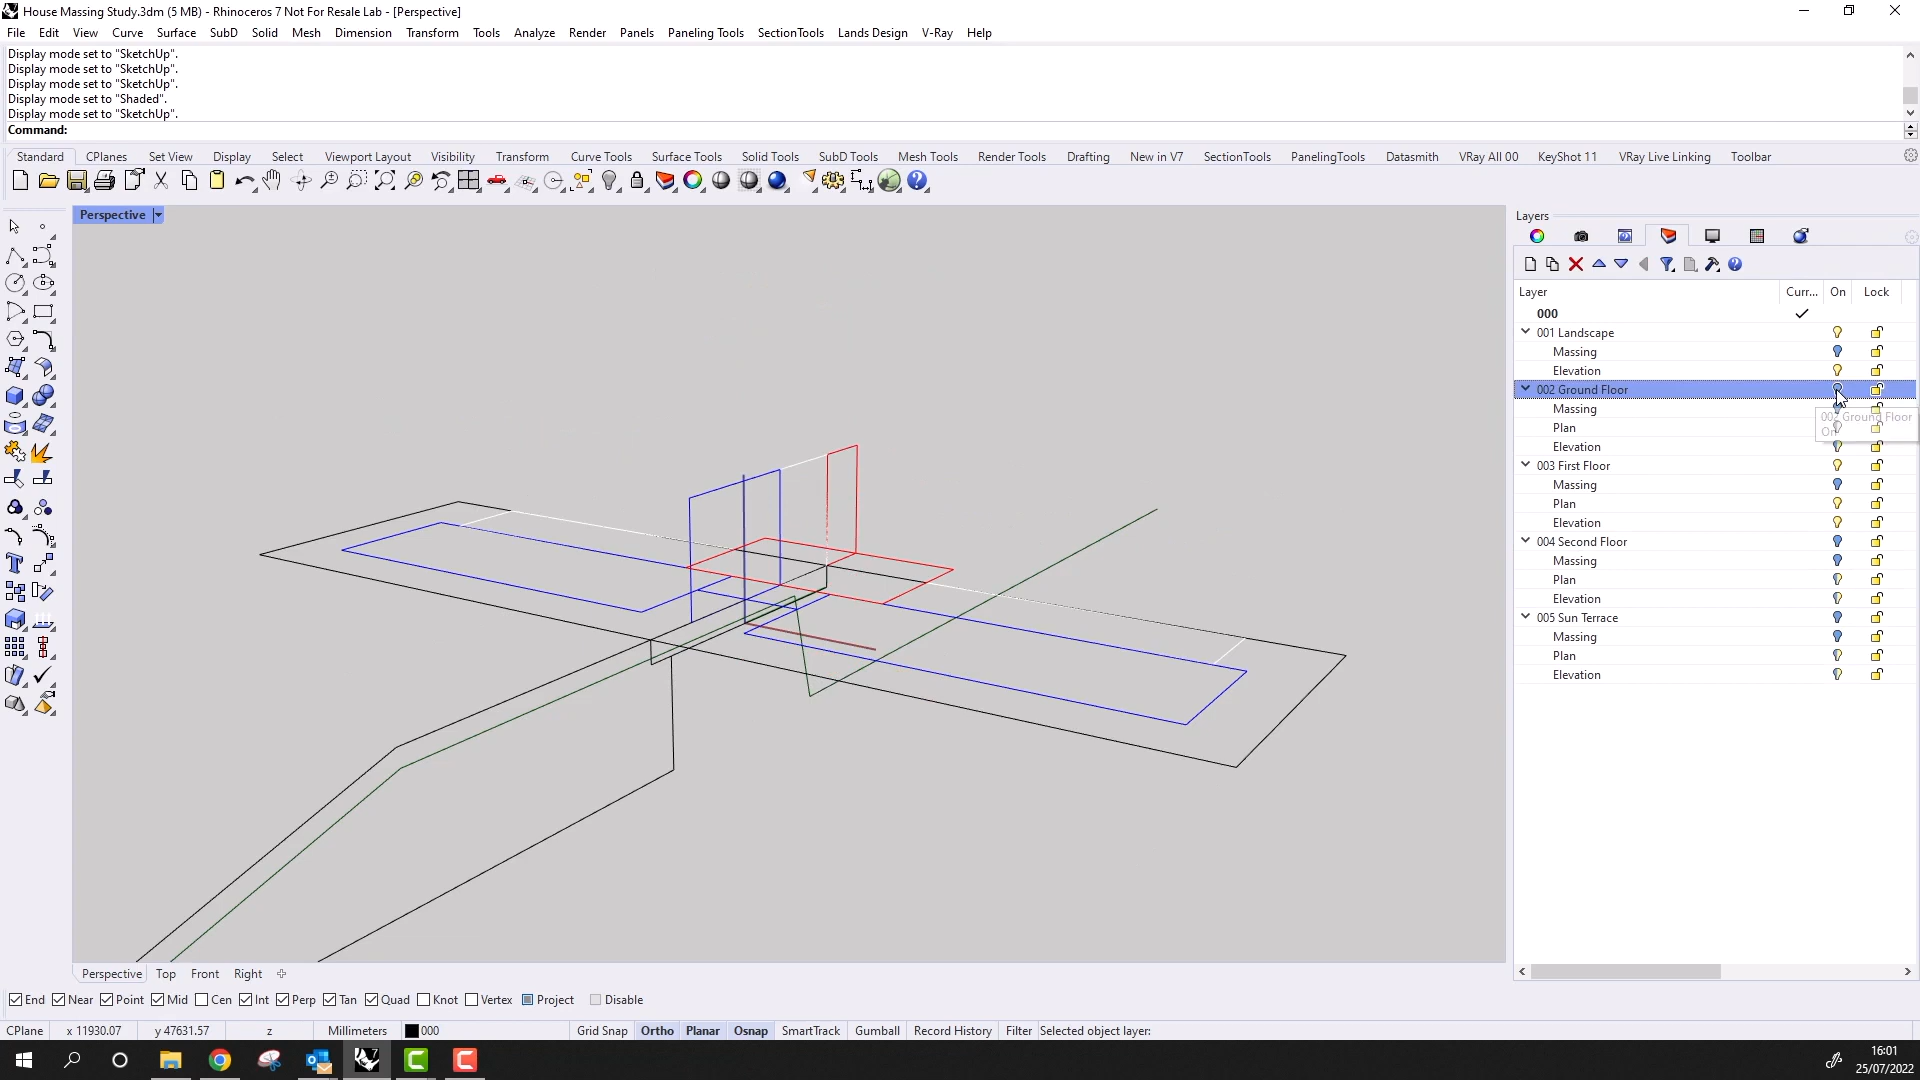 House Massing Study.3dm (5 MB) - Rhinoceros 7 Not For Resale Lab - [Perspective]
File Edit View Curve Surface SubD Solid Mesh Dimension Transform Tools Analyze Render Panels Paneling Tools SectionTools Lands Design V-Ray Help
Display mode set to "SketchUp".
Display mode set to "SketchUp".
Display mode set to "SketchUp".
Display mode set to "Shaded".
Display mode set to "SketchUp".
Command:
Standard CPlanes Set View Display Select Viewport Layout Visibility Transform Curve Tools Surface Tools Solid Tools SubD Tools Mesh Tools Render Tools Drafting New in V7 SectionTools PanelingTools Datasmith VRay All 00 KeyShot 11 VRay Live Linking Toolbar
Perspective
Layers
Layer Curr... On Lock
000
001 Landscape
Massing
Elevation
002 Ground Floor
Massing
Plan
Elevation
002 Ground Floor
On
003 First Floor
Massing
Plan
Elevation
004 Second Floor
Massing
Plan
Elevation
005 Sun Terrace
Massing
Plan
Elevation
Perspective Top Front Right
End Near Point Mid Cen Int Perp Tan Quad Knot Vertex Project Disable
CPlane x 11930.07 y 47631.57 z Millimeters 000 Grid Snap Ortho Planar Osnap SmartTrack Gumball Record History Filter Selected object layer:
16:01
25/07/2022